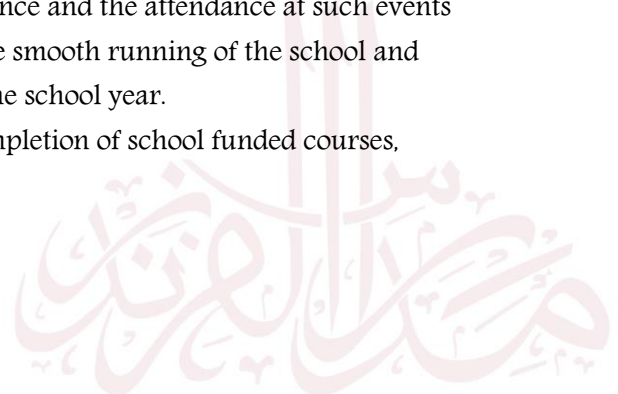 nce and the attendance at such events
e smooth running of the school and
ne school year.
mpletion of school funded courses,